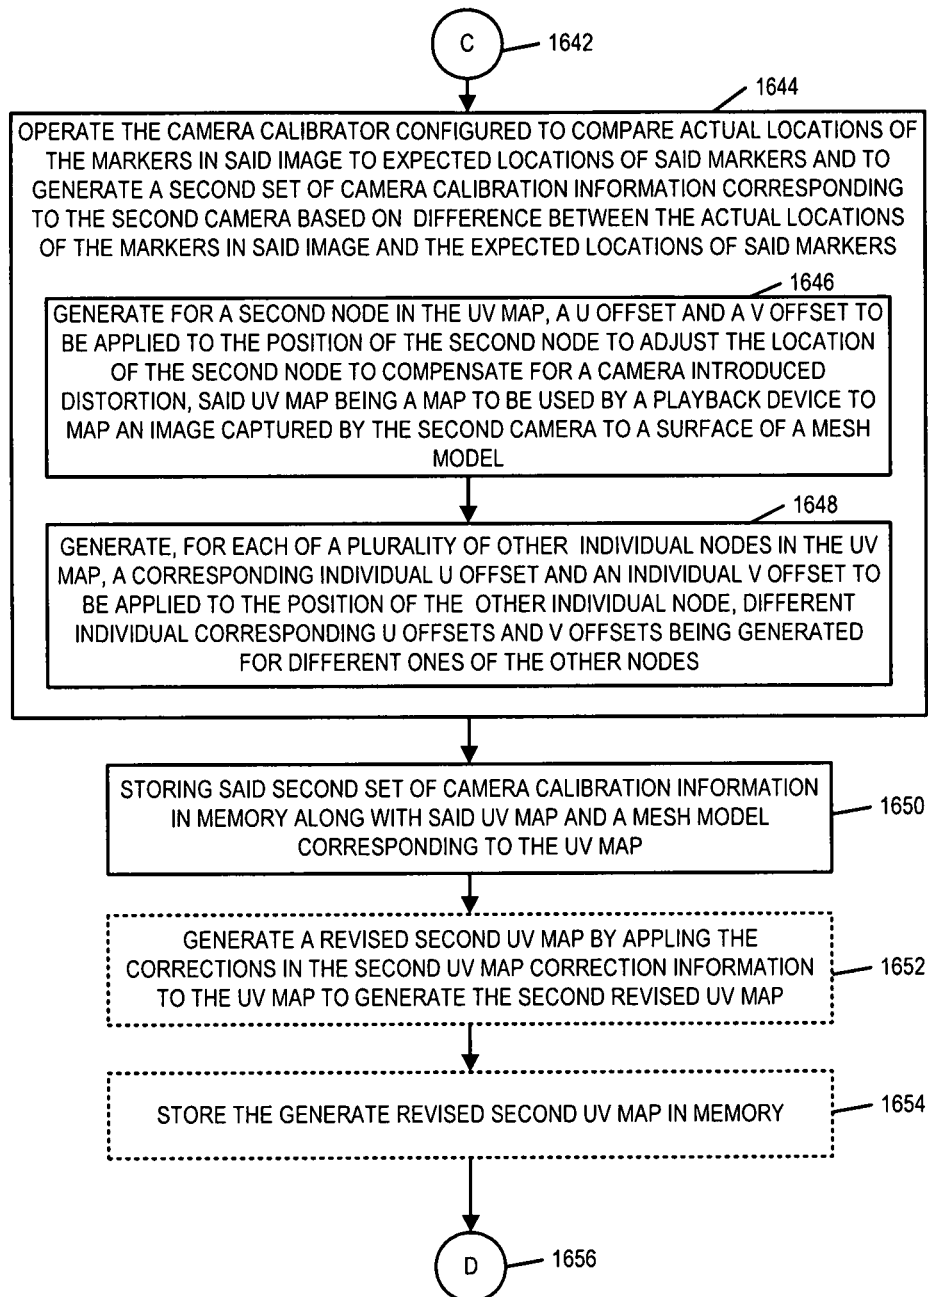 C
1642
1644
OPERATE THE CAMERA CALIBRATOR CONFIGURED TO COMPARE ACTUAL LOCATIONS OF
THE MARKERS IN SAID IMAGE TO EXPECTED LOCATIONS OF SAID MARKERS AND TO
GENERATE A SECOND SET OF CAMERA CALIBRATION INFORMATION CORRESPONDING
TO THE SECOND CAMERA BASED ON DIFFERENCE BETWEEN THE ACTUAL LOCATIONS
OF THE MARKERS IN SAID IMAGE AND THE EXPECTED LOCATIONS OF SAID MARKERS
1646
GENERATE FOR A SECOND NODE IN THE UV MAP, A U OFFSET AND A V OFFSET TO
BE APPLIED TO THE POSITION OF THE SECOND NODE TO ADJUST THE LOCATION
OF THE SECOND NODE TO COMPENSATE FOR A CAMERA INTRODUCED
DISTORTION, SAID UV MAP BEING A MAP TO BE USED BY A PLAYBACK DEVICE TO
MAP AN IMAGE CAPTURED BY THE SECOND CAMERA TO A SURFACE OF A MESH
MODEL
1648
GENERATE, FOR EACH OF A PLURALITY OF OTHER INDIVIDUAL NODES IN THE UV
MAP, A CORRESPONDING INDIVIDUAL U OFFSET AND AN INDIVIDUAL V OFFSET TO
BE APPLIED TO THE POSITION OF THE OTHER INDIVIDUAL NODE, DIFFERENT
INDIVIDUAL CORRESPONDING U OFFSETS AND V OFFSETS BEING GENERATED
FOR DIFFERENT ONES OF THE OTHER NODES
STORING SAID SECOND SET OF CAMERA CALIBRATION INFORMATION
IN MEMORY ALONG WITH SAID UV MAP AND A MESH MODEL
CORRESPONDING TO THE UV MAP
1650
GENERATE A REVISED SECOND UV MAP BY APPLING THE
CORRECTIONS IN THE SECOND UV MAP CORRECTION INFORMATION
TO THE UV MAP TO GENERATE THE SECOND REVISED UV MAP
1652
STORE THE GENERATE REVISED SECOND UV MAP IN MEMORY
1654
D
1656